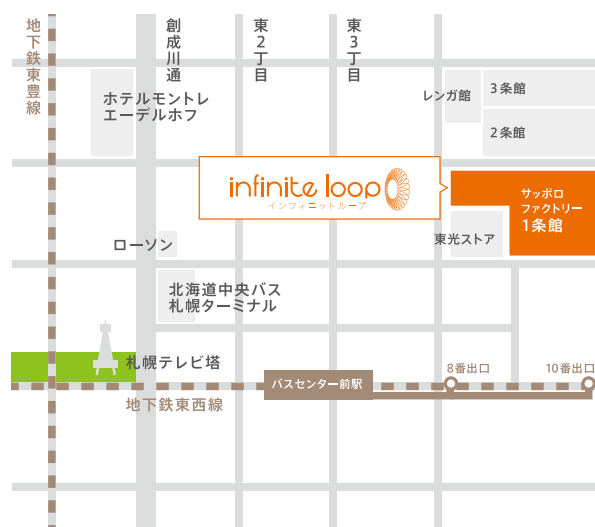 地下鉄東豊線
創成川通
東2丁目
東3丁目
ホテルモントレ
エーデルホフ
レンガ館
3条館
2条館
infinite loop
インフィニットループ
サッポロ
ファクトリー
1条館
東光ストア
ローソン
北海道中央バス
札幌ターミナル
札幌テレビ塔
バスセンター前駅
8番出口
10番出口
地下鉄東西線